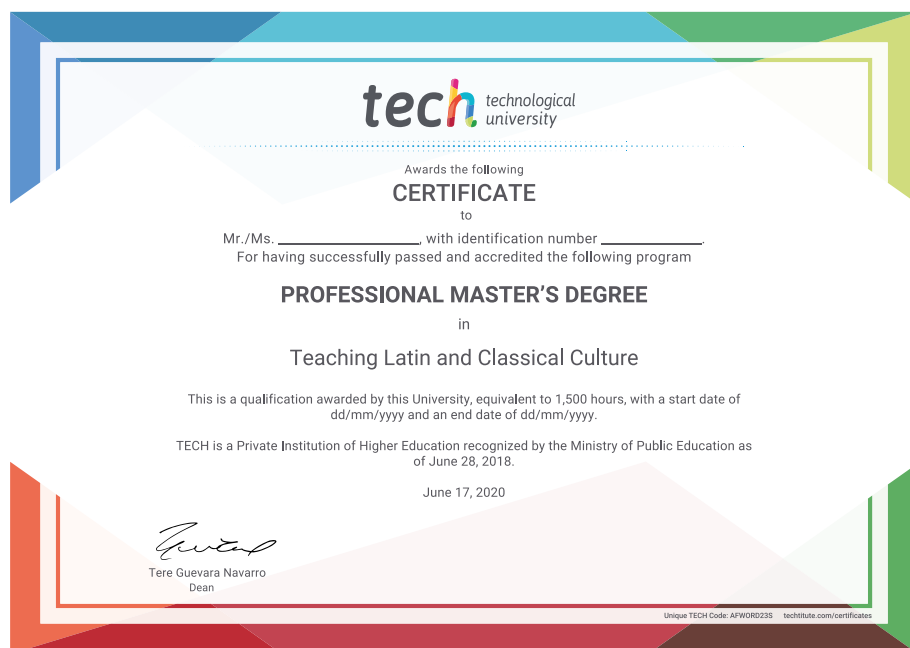 tech technological
university
Awards the following
CERTIFICATE
to
Mr./Ms. ____________________, with identification number ______________.
For having successfully passed and accredited the following program
PROFESSIONAL MASTER'S DEGREE
in
Teaching Latin and Classical Culture
This is a qualification awarded by this University, equivalent to 1,500 hours, with a start date of
dd/mm/yyyy and an end date of dd/mm/yyyy.
TECH is a Private Institution of Higher Education recognized by the Ministry of Public Education as
of June 28, 2018.
June 17, 2020
Tere Guevara Navarro
Dean
Unique TECH Code: AFWORD23S techtitute.com/certificates